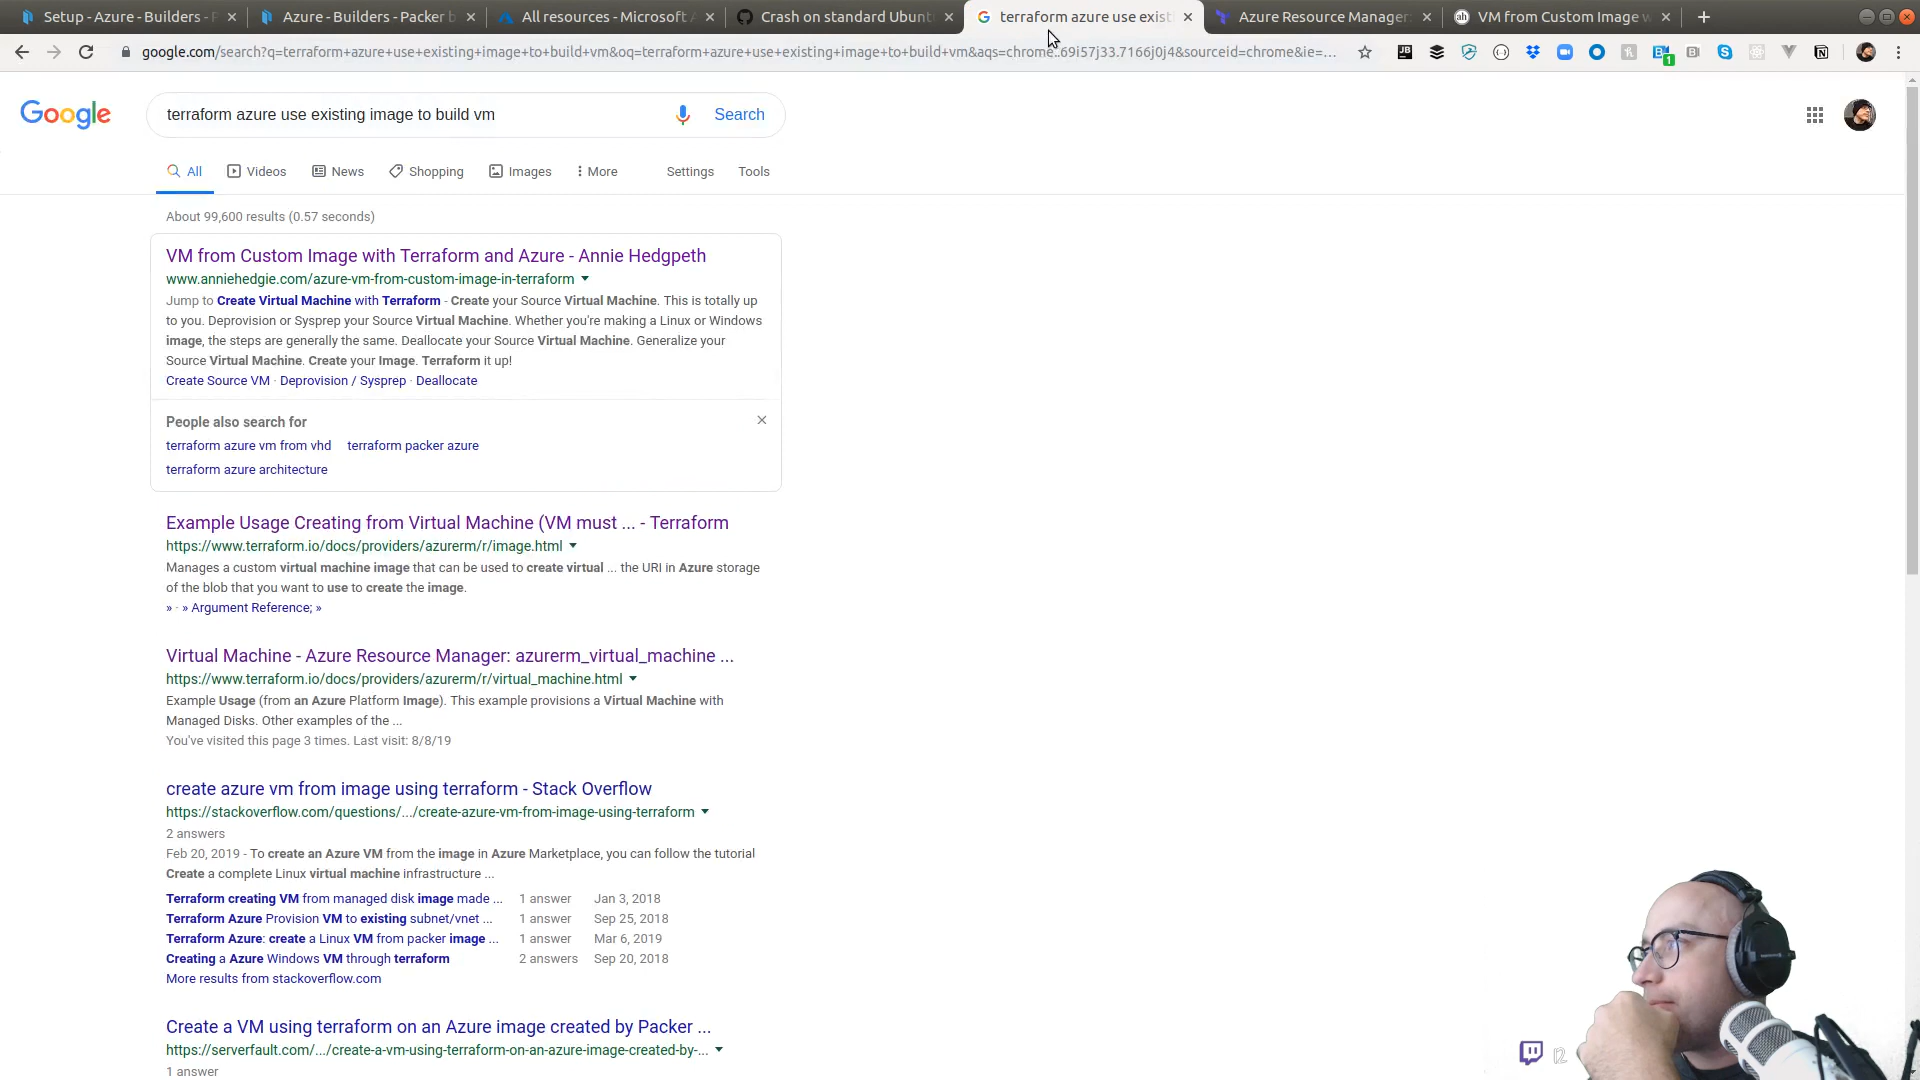 Setup - Azure - Builders - P
Azure - Builders - Packer b
All resources - Microsoft A
Crash on standard Ubunt
terraform azure use exist
Azure Resource Manager:
VM from Custom Image w
google.com/search?q=terraform+azure+use+existing+image+to+build+vm&oq=terraform+azure+use+existing+image+to+build+vm&aqs=chrome..69i57j33.7166j0j4&sourceid=chrome&ie=...
Google
terraform azure use existing image to build vm
Search
All
Videos
News
Shopping
Images
More
Settings
Tools
About 99,600 results (0.57 seconds)
VM from Custom Image with Terraform and Azure - Annie Hedgpeth
www.anniehedgie.com/azure-vm-from-custom-image-in-terraform
Jump to Create Virtual Machine with Terraform - Create your Source Virtual Machine. This is totally up
to you. Deprovision or Sysprep your Source Virtual Machine. Whether you're making a Linux or Windows
image, the steps are generally the same. Deallocate your Source Virtual Machine. Generalize your
Source Virtual Machine. Create your Image. Terraform it up!
Create Source VM · Deprovision / Sysprep · Deallocate
People also search for
terraform azure vm from vhd
terraform packer azure
terraform azure architecture
Example Usage Creating from Virtual Machine (VM must ... - Terraform
https://www.terraform.io/docs/providers/azurerm/r/image.html
Manages a custom virtual machine image that can be used to create virtual ... the URI in Azure storage
of the blob that you want to use to create the image.
» · » Argument Reference; »
Virtual Machine - Azure Resource Manager: azurerm_virtual_machine ...
https://www.terraform.io/docs/providers/azurerm/r/virtual_machine.html
Example Usage (from an Azure Platform Image). This example provisions a Virtual Machine with
Managed Disks. Other examples of the ...
You've visited this page 3 times. Last visit: 8/8/19
create azure vm from image using terraform - Stack Overflow
https://stackoverflow.com/questions/.../create-azure-vm-from-image-using-terraform
2 answers
Feb 20, 2019 - To create an Azure VM from the image in Azure Marketplace, you can follow the tutorial
Create a complete Linux virtual machine infrastructure ...
Terraform creating VM from managed disk image made ... 1 answer Jan 3, 2018
Terraform Azure Provision VM to existing subnet/vnet ... 1 answer Sep 25, 2018
Terraform Azure: create a Linux VM from packer image ... 1 answer Mar 6, 2019
Creating a Azure Windows VM through terraform 2 answers Sep 20, 2018
More results from stackoverflow.com
Create a VM using terraform on an Azure image created by Packer ...
https://serverfault.com/.../create-a-vm-using-terraform-on-an-azure-image-created-by-...
1 answer